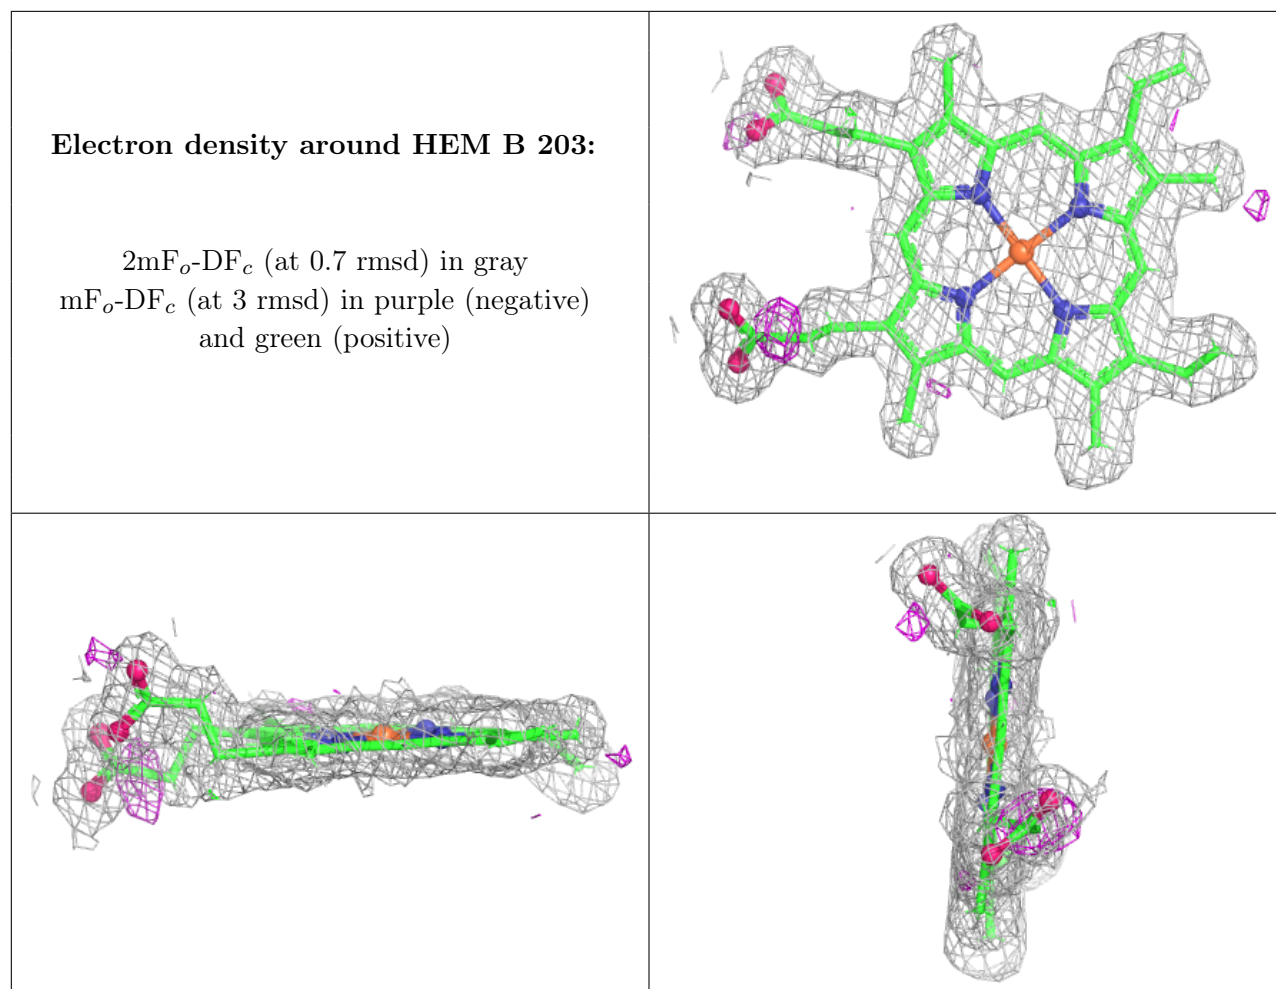 Electron density around HEM B 203:
2mFₒ-DF𝒸 (at 0.7 rmsd) in gray
mFₒ-DF𝒸 (at 3 rmsd) in purple (negative)
and green (positive)